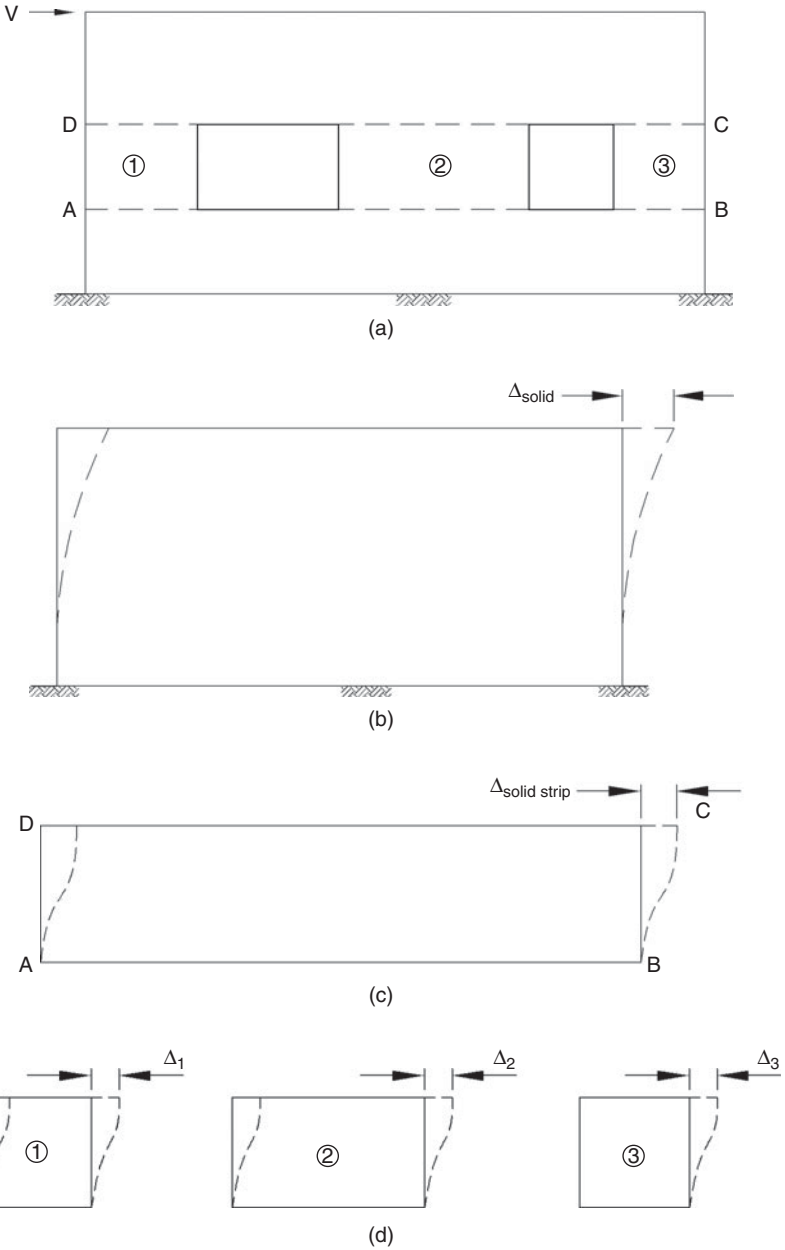 V
D
C
①
②
③
A
B
(a)
Δsolid
(b)
Δsolid strip
D
C
A
B
(c)
Δ1
Δ2
Δ3
①
②
③
(d)